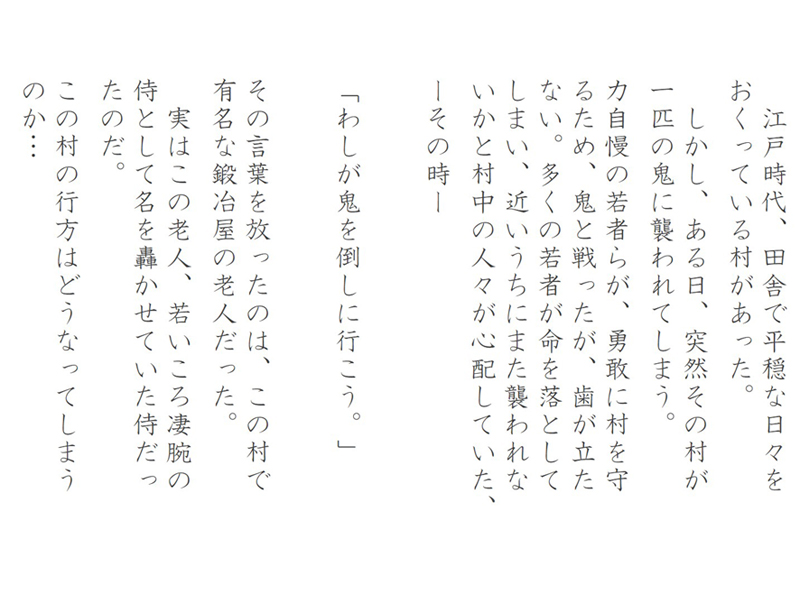 江戸時代、田舎で平穏な日々を
おくっている村があった。
しかし、ある日、突然その村が
一匹の鬼に襲われてしまう。
力自慢の若者らが、勇敢に村を守
るため、鬼と戦ったが、歯が立た
ない。多くの若者が命を落として
しまい、近いうちにまた襲われな
いかと村中の人々が心配していた、
ーその時ー
「わしが鬼を倒しに行こう。」
その言葉を放ったのは、この村で
有名な鍛冶屋の老人だった。
実はこの老人、若いころ凄腕の
侍として名を轟かせていた侍だっ
たのだ。
この村の行方はどうなってしまう
のか…